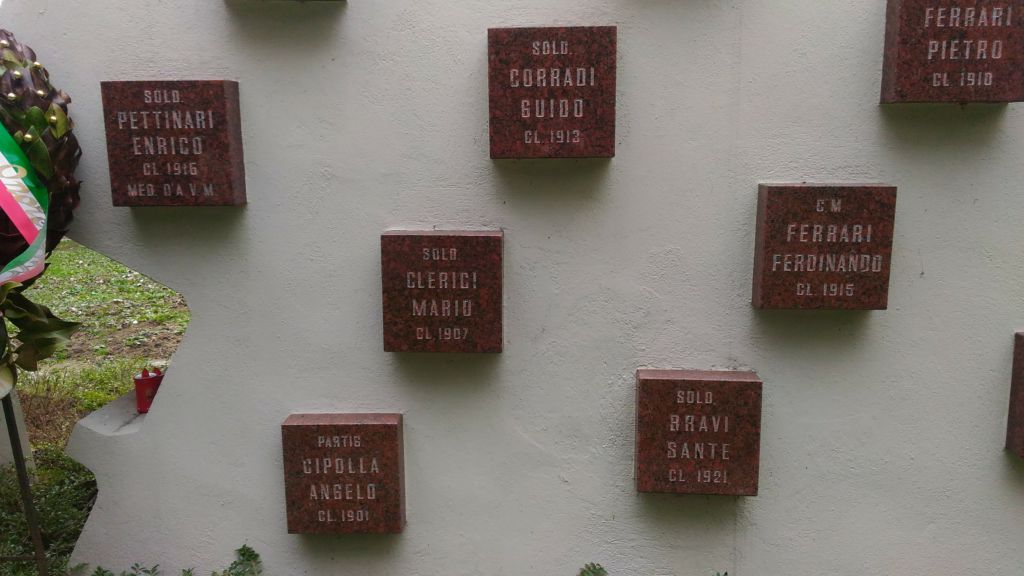 SOLD.
PETTINARI
ENRICO
CL. 1916
MED. D'A.V.M.
SOLD.
CORRADI
GUIDO
CL. 1913
FERRARI
PIETRO
CL. 1910
SOLD.
CLERICI
MARIO
CL. 1907
C.M.
FERRARI
FERDINANDO
CL. 1915
PARTIG.
CIPOLLA
ANGELO
CL. 1901
SOLD.
BRAVI
SANTE
CL. 1921